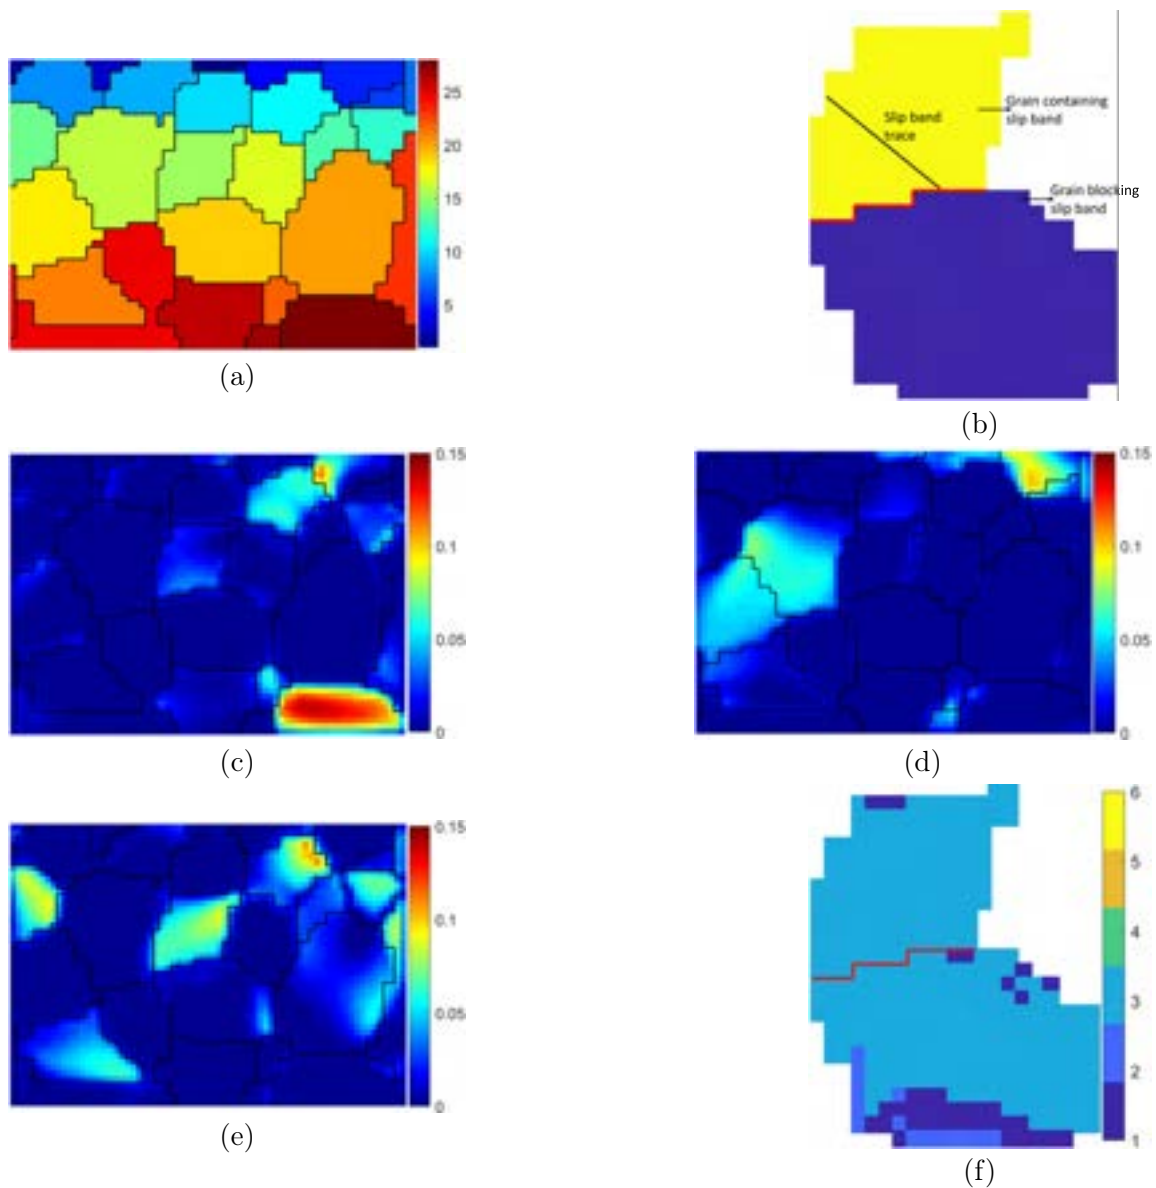 25
20
15
10
5
(a)
Slip band
trace
Grain containing
slip band
Grain blocking
slip band
(b)
0.15
0.1
0.05
0
(c)
0.15
0.1
0.05
0
(d)
0.15
0.1
0.05
0
(e)
6
5
4
3
2
1
(f)